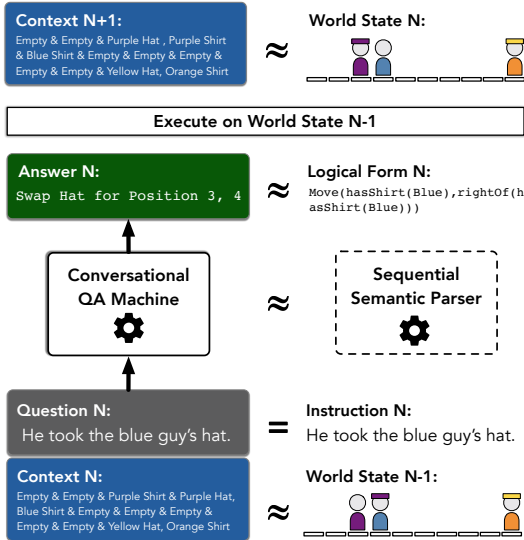 Context N+1:
Empty & Empty & Purple Hat , Purple Shirt
& Blue Shirt & Empty & Empty & Empty &
Empty & Empty & Yellow Hat, Orange Shirt
≈
World State N:
Execute on World State N-1
Answer N:
Swap Hat for Position 3, 4
≈
Logical Form N:
Move(hasShirt(Blue),rightOf(h
asShirt(Blue)))
Conversational
QA Machine
≈
Sequential
Semantic Parser
Question N:
He took the blue guy's hat.
=
Instruction N:
He took the blue guy's hat.
Context N:
Empty & Empty & Purple Shirt & Purple Hat,
Blue Shirt & Empty & Empty & Empty &
Empty & Empty & Yellow Hat, Orange Shirt
≈
World State N-1: